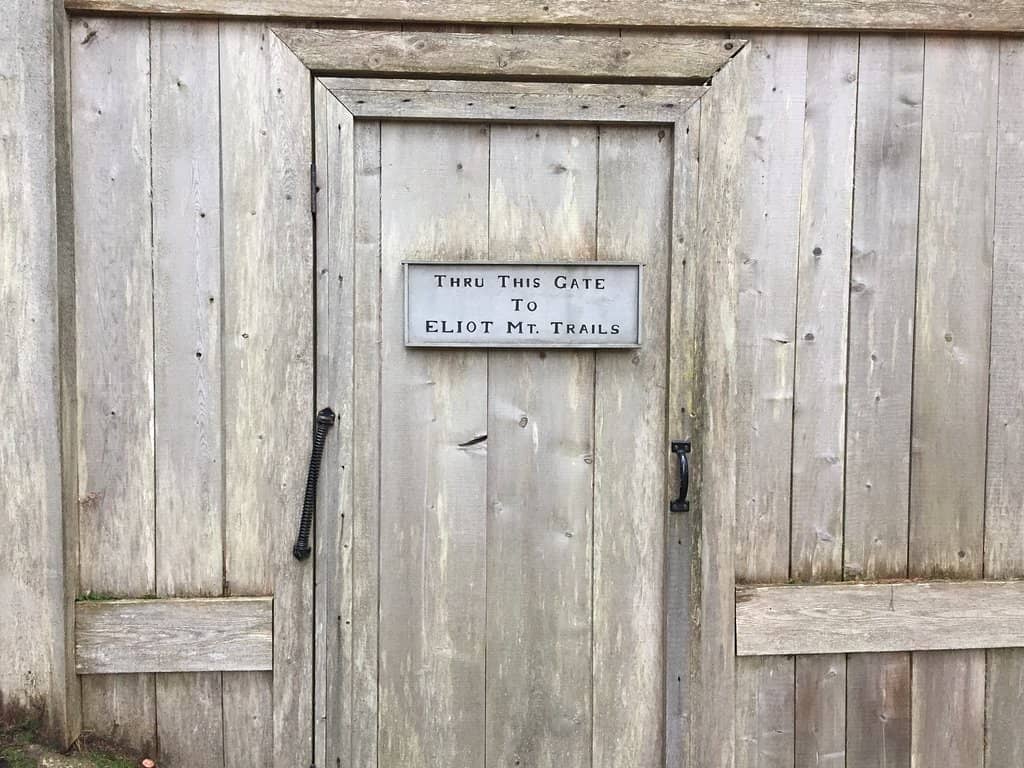 Thru This Gate
To
ELIOT Mt. Trails